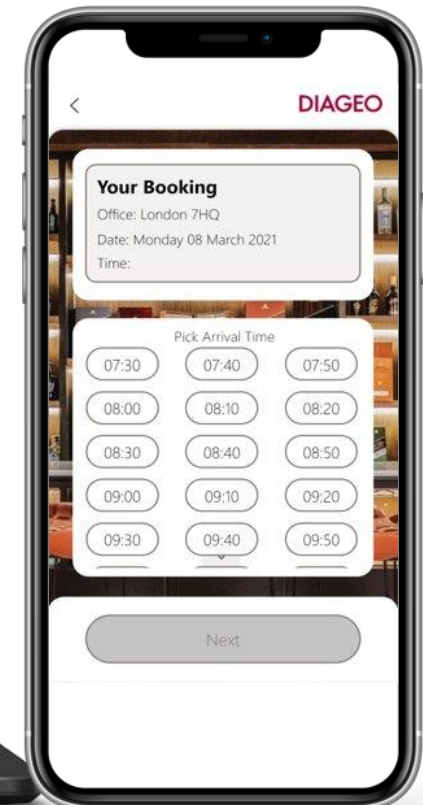 DIAGEO
Your Booking
Office: London 7HQ
Date: Monday 08 March 2021
Time:
Pick Arrival Time
07:30 07:40 07:50
08:00 08:10 08:20
08:30 08:40 08:50
09:00 09:10 09:20
09:30 09:40 09:50
Next